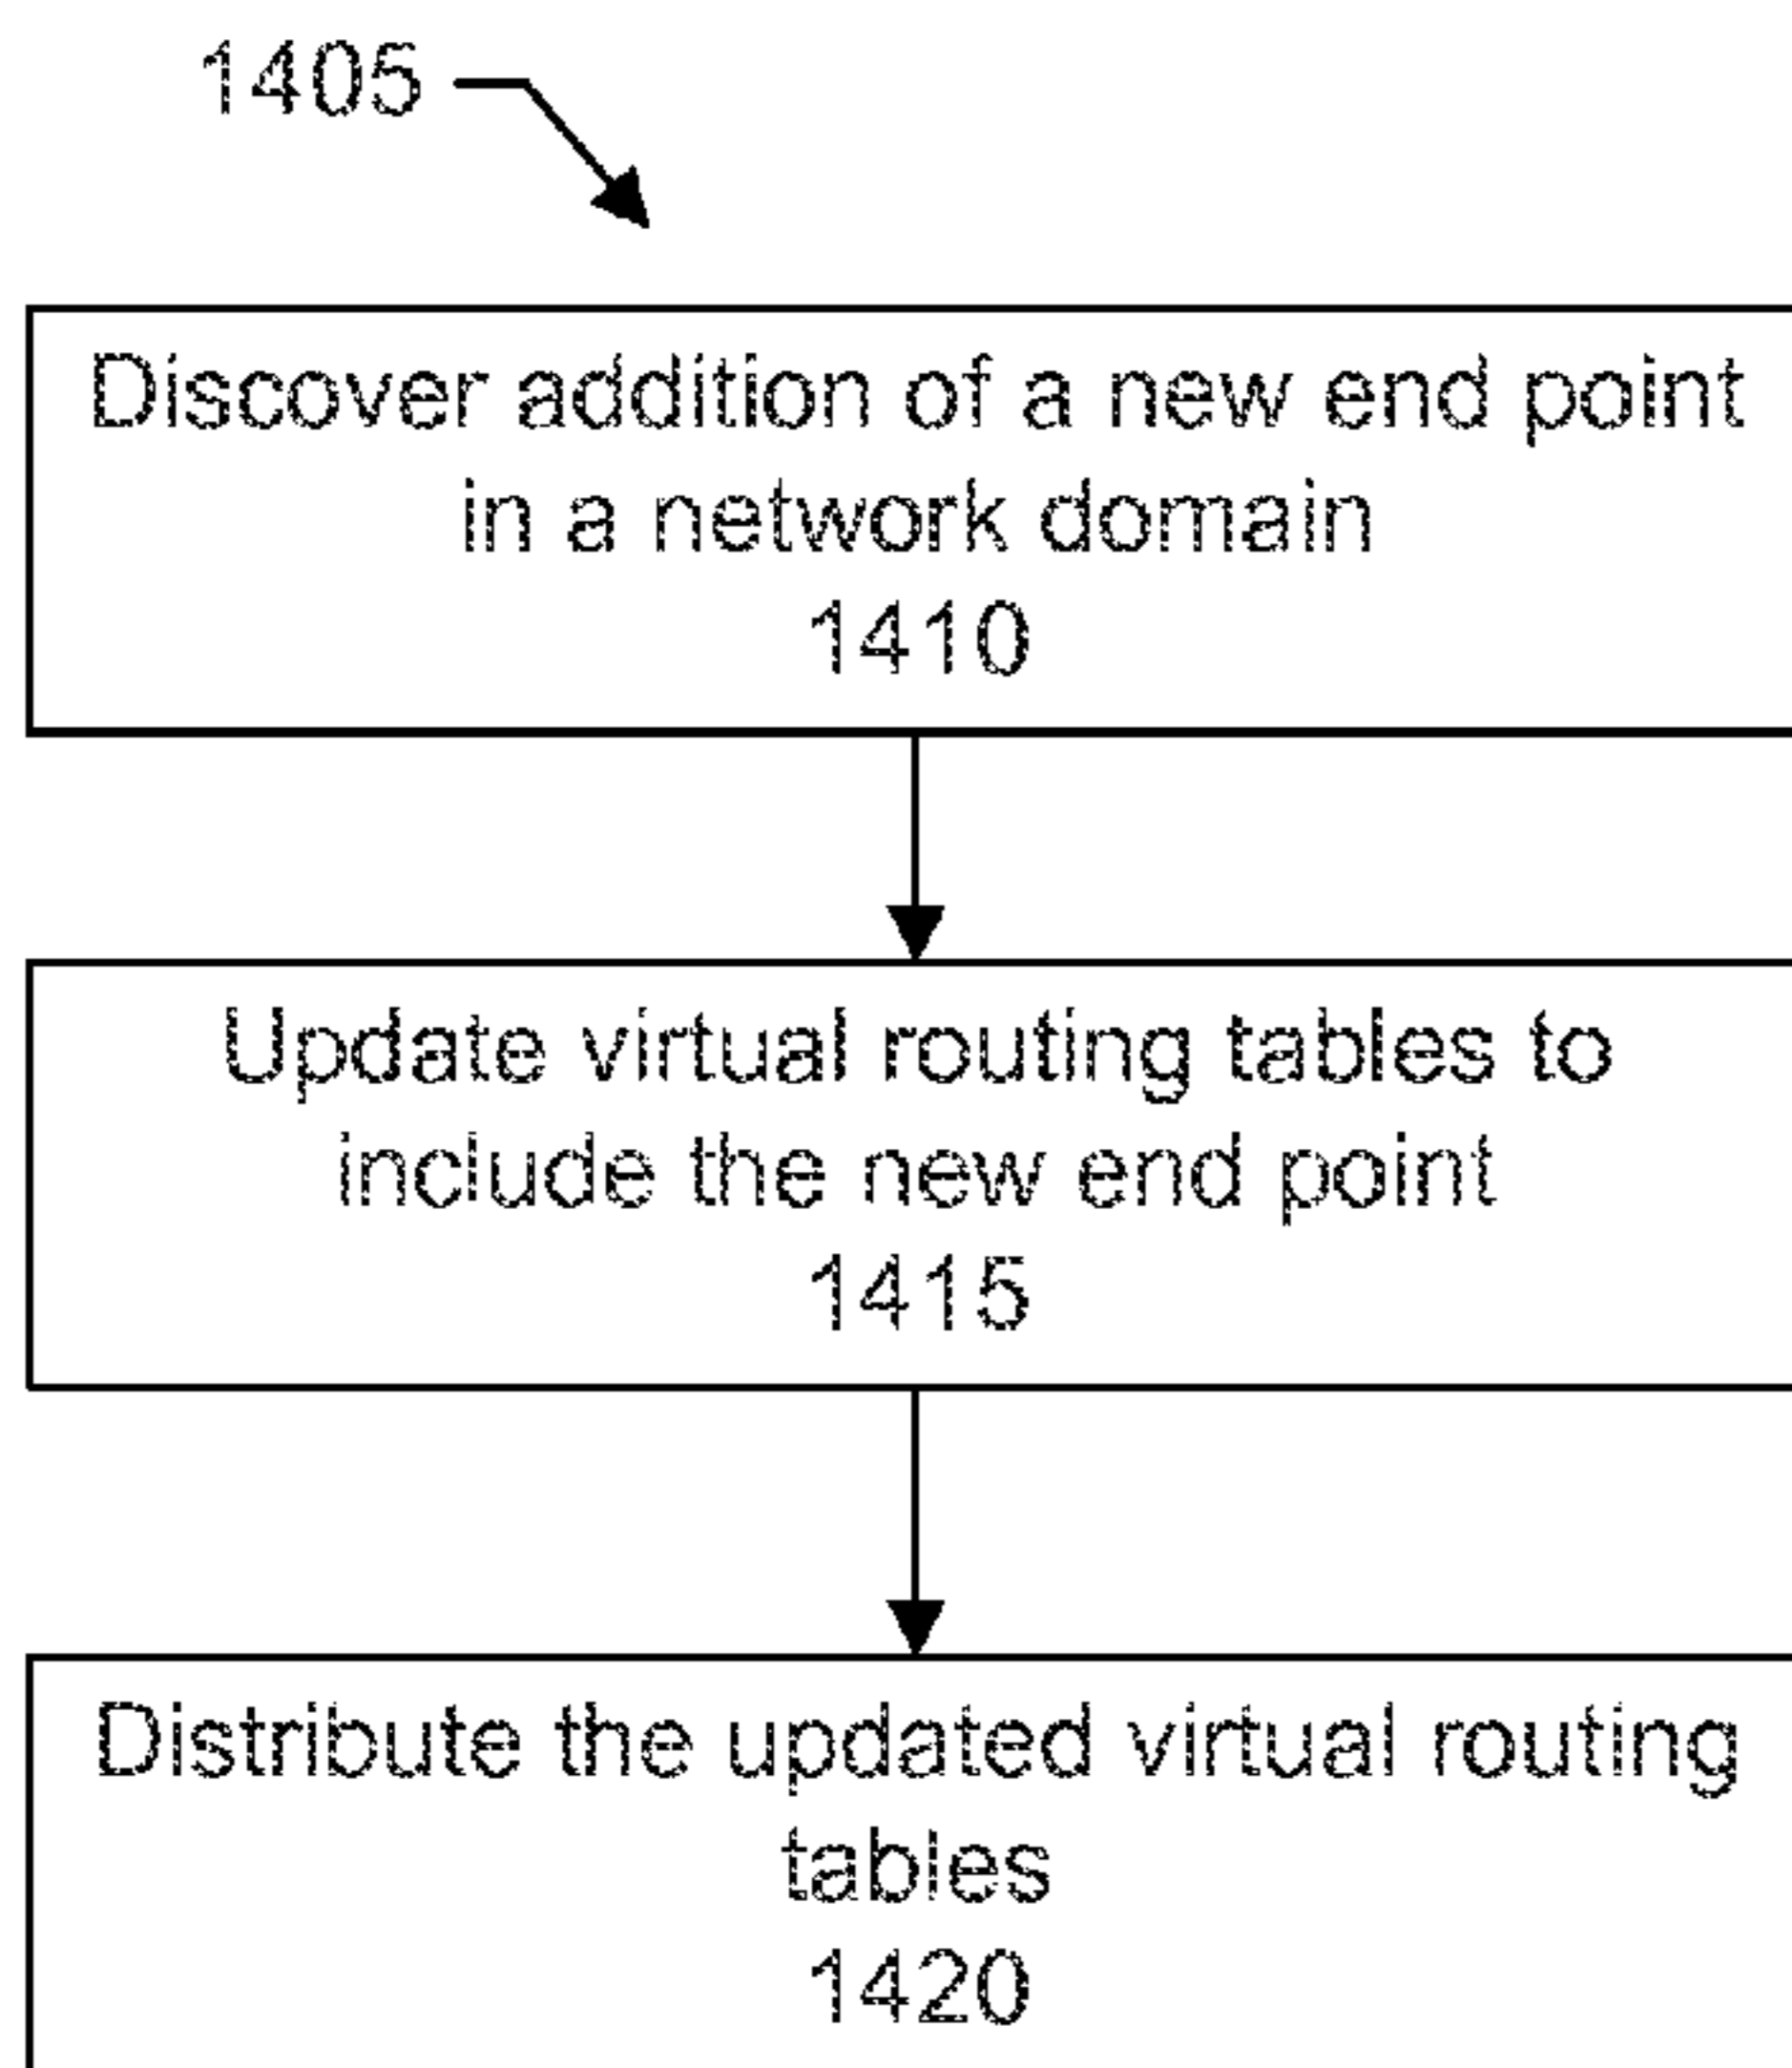 1405
Discover addition of a new end point
in a network domain
1410
Update virtual routing tables to
include the new end point
1415
Distribute the updated virtual routing
tables
1420